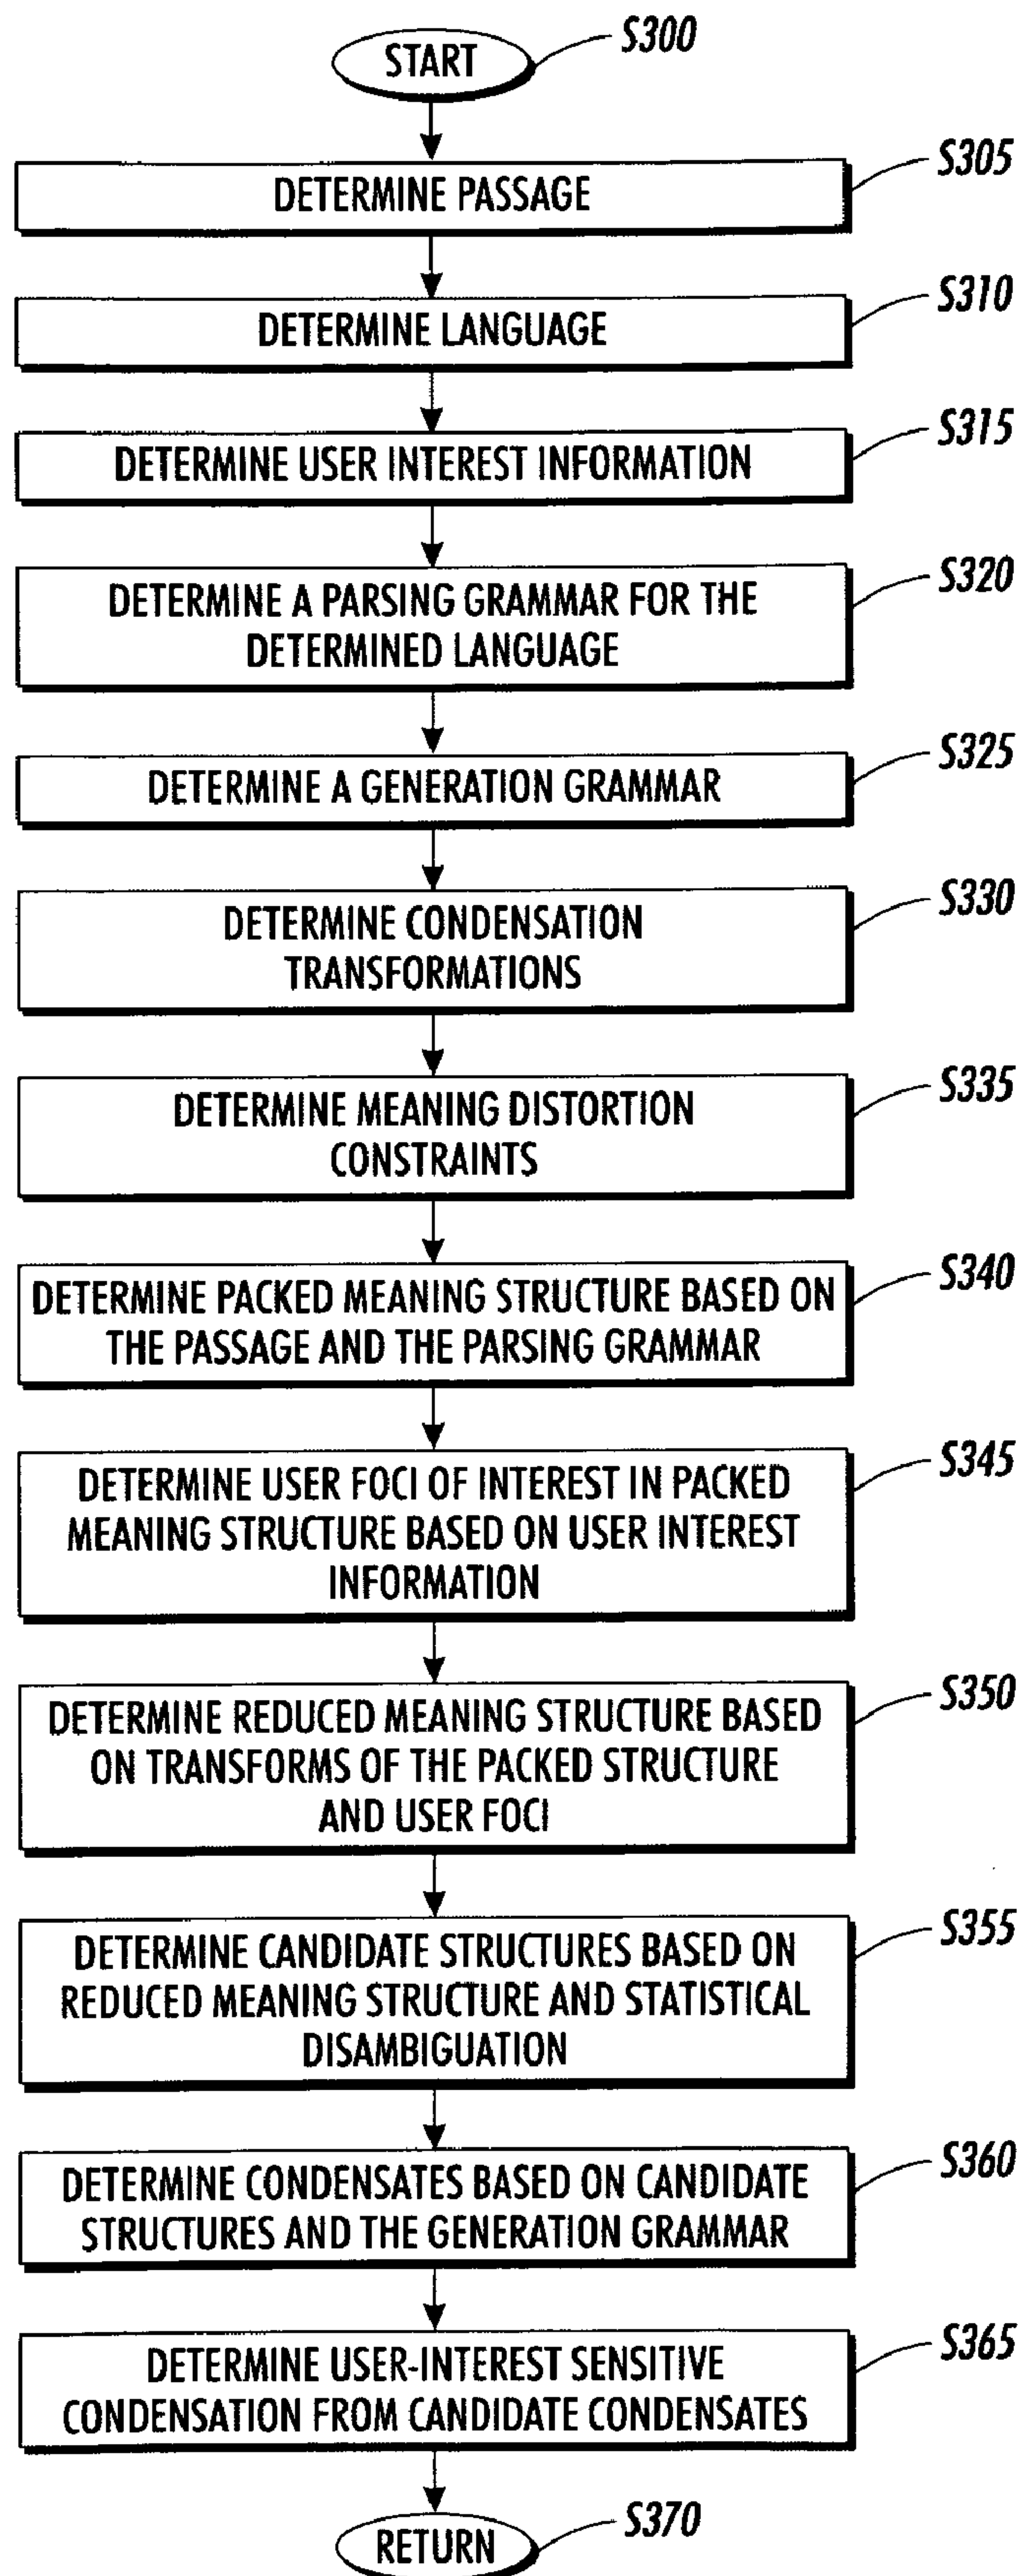 START
S300
DETERMINE PASSAGE
S305
DETERMINE LANGUAGE
S310
DETERMINE USER INTEREST INFORMATION
S315
DETERMINE A PARSING GRAMMAR FOR THE
DETERMINED LANGUAGE
S320
DETERMINE A GENERATION GRAMMAR
S325
DETERMINE CONDENSATION
TRANSFORMATIONS
S330
DETERMINE MEANING DISTORTION
CONSTRAINTS
S335
DETERMINE PACKED MEANING STRUCTURE BASED ON
THE PASSAGE AND THE PARSING GRAMMAR
S340
DETERMINE USER FOCI OF INTEREST IN PACKED
MEANING STRUCTURE BASED ON USER INTEREST
INFORMATION
S345
DETERMINE REDUCED MEANING STRUCTURE BASED
ON TRANSFORMS OF THE PACKED STRUCTURE
AND USER FOCI
S350
DETERMINE CANDIDATE STRUCTURES BASED ON
REDUCED MEANING STRUCTURE AND STATISTICAL
DISAMBIGUATION
S355
DETERMINE CONDENSATES BASED ON CANDIDATE
STRUCTURES AND THE GENERATION GRAMMAR
S360
DETERMINE USER-INTEREST SENSITIVE
CONDENSATION FROM CANDIDATE CONDENSATES
S365
RETURN
S370